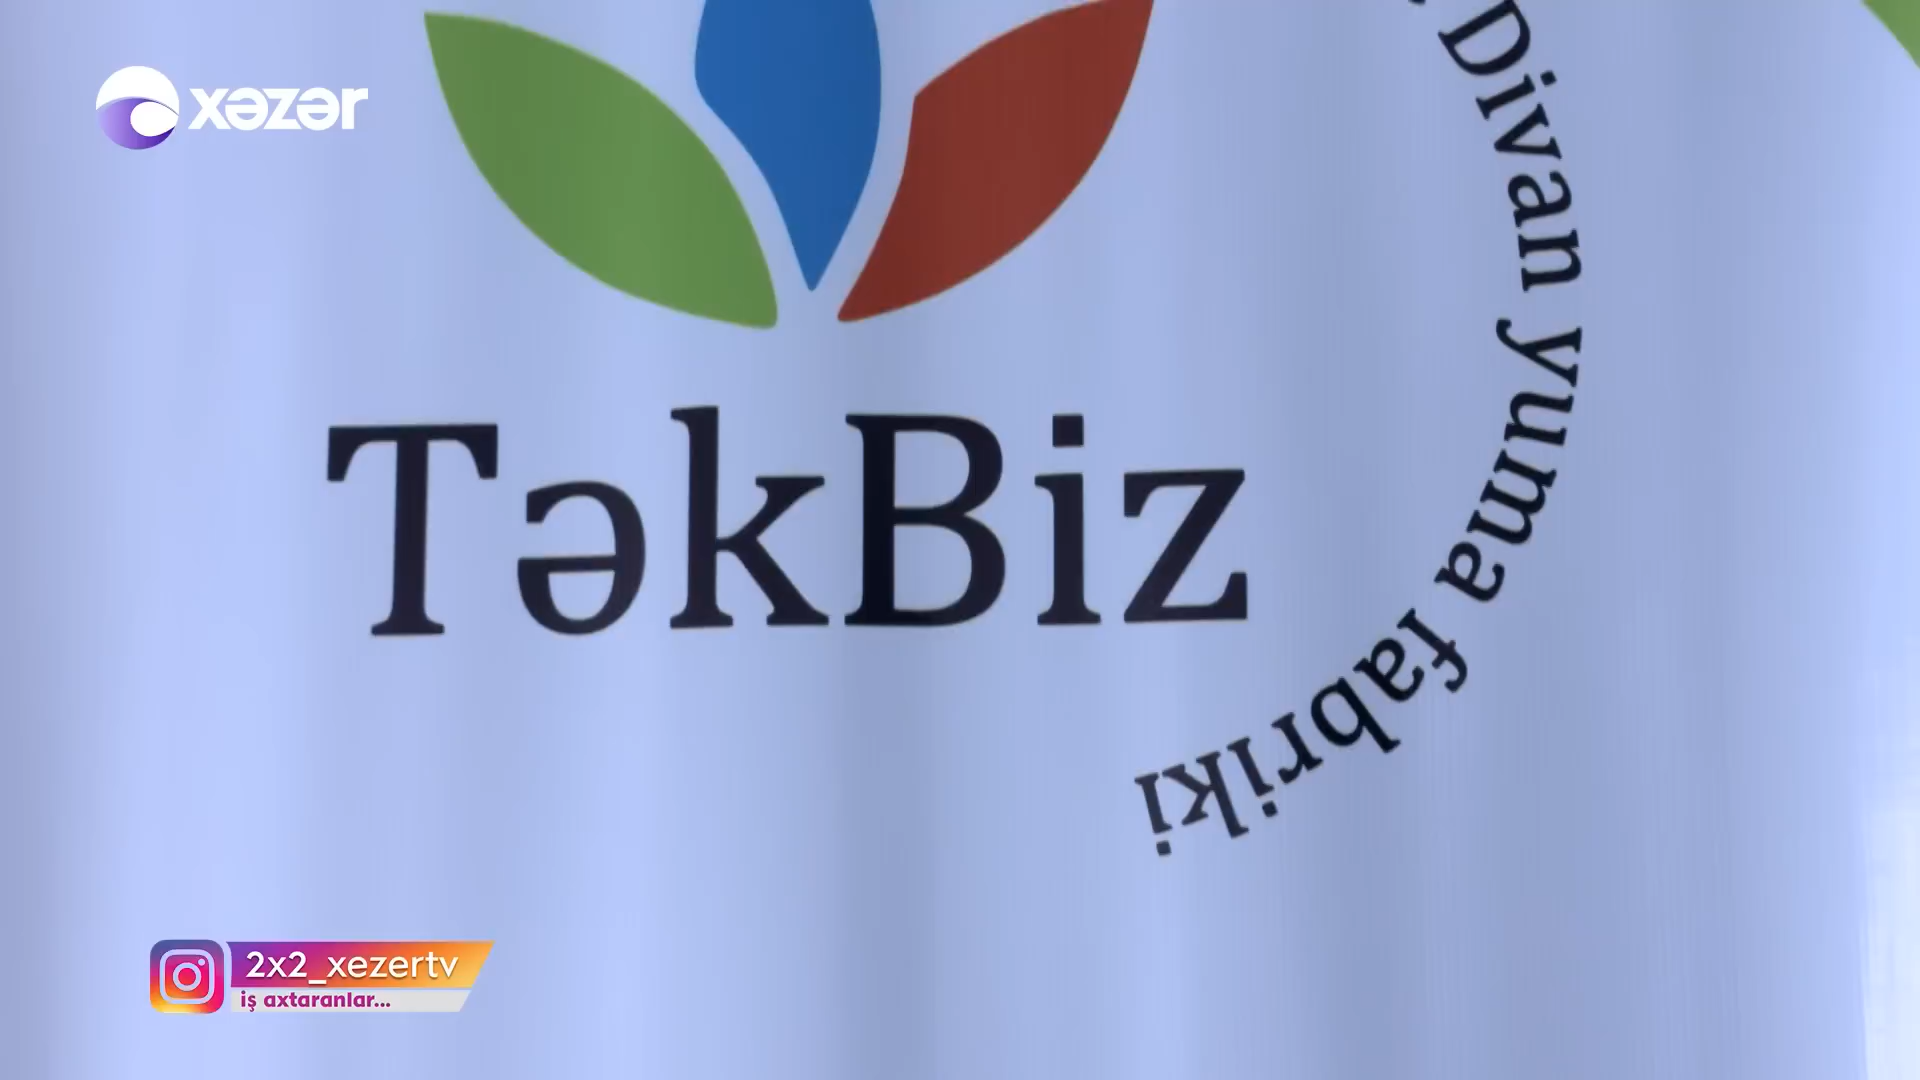 xəzər
Divan yuma fabriki
TəkBiz
2x2_xezertv
iş axtaranlar...